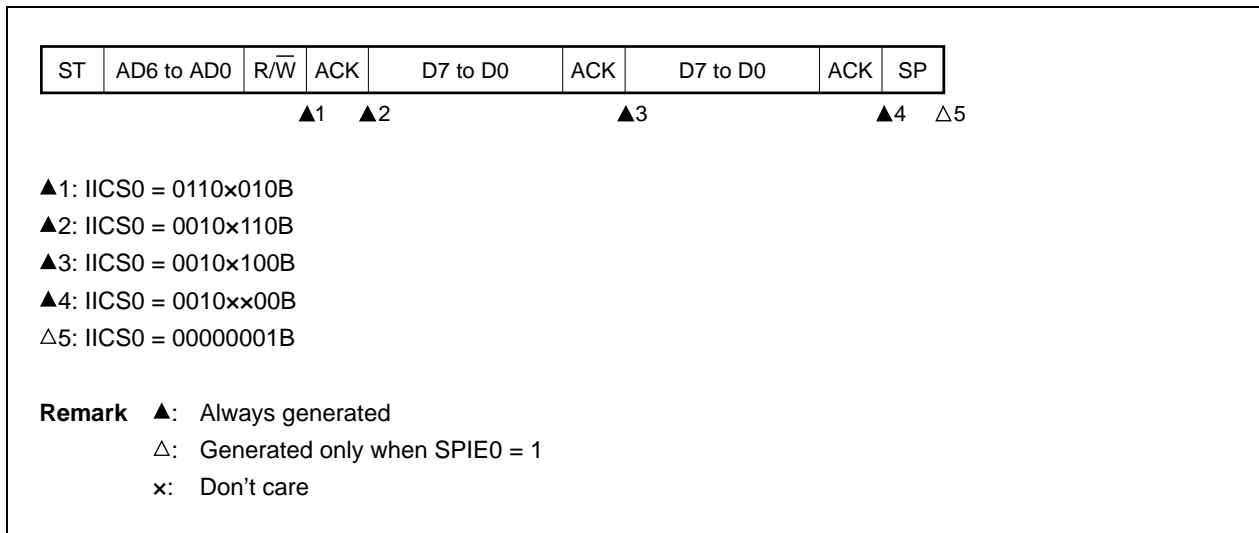 ST AD6 to AD0 R/W̅ ACK D7 to D0 ACK D7 to D0 ACK SP
▲1 ▲2 ▲3 ▲4 △5
▲1: IICS0 = 0110×010B
▲2: IICS0 = 0010×110B
▲3: IICS0 = 0010×100B
▲4: IICS0 = 0010××00B
△5: IICS0 = 00000001B
Remark ▲: Always generated
△: Generated only when SPIE0 = 1
×: Don't care